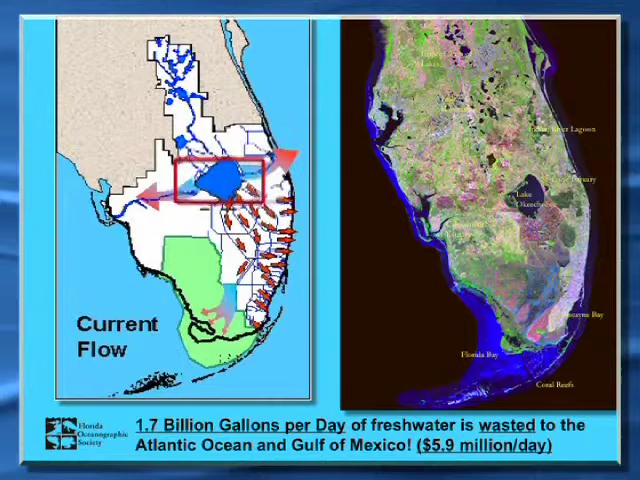 Lakes
Indian River Lagoon
Lake
Okeechobee
Current
Flow
Biscayne Bay
Florida Bay
Coral Reefs
Florida
Oceanographic
Society
1.7 Billion Gallons per Day of freshwater is wasted to the
Atlantic Ocean and Gulf of Mexico! ($5.9 million/day)